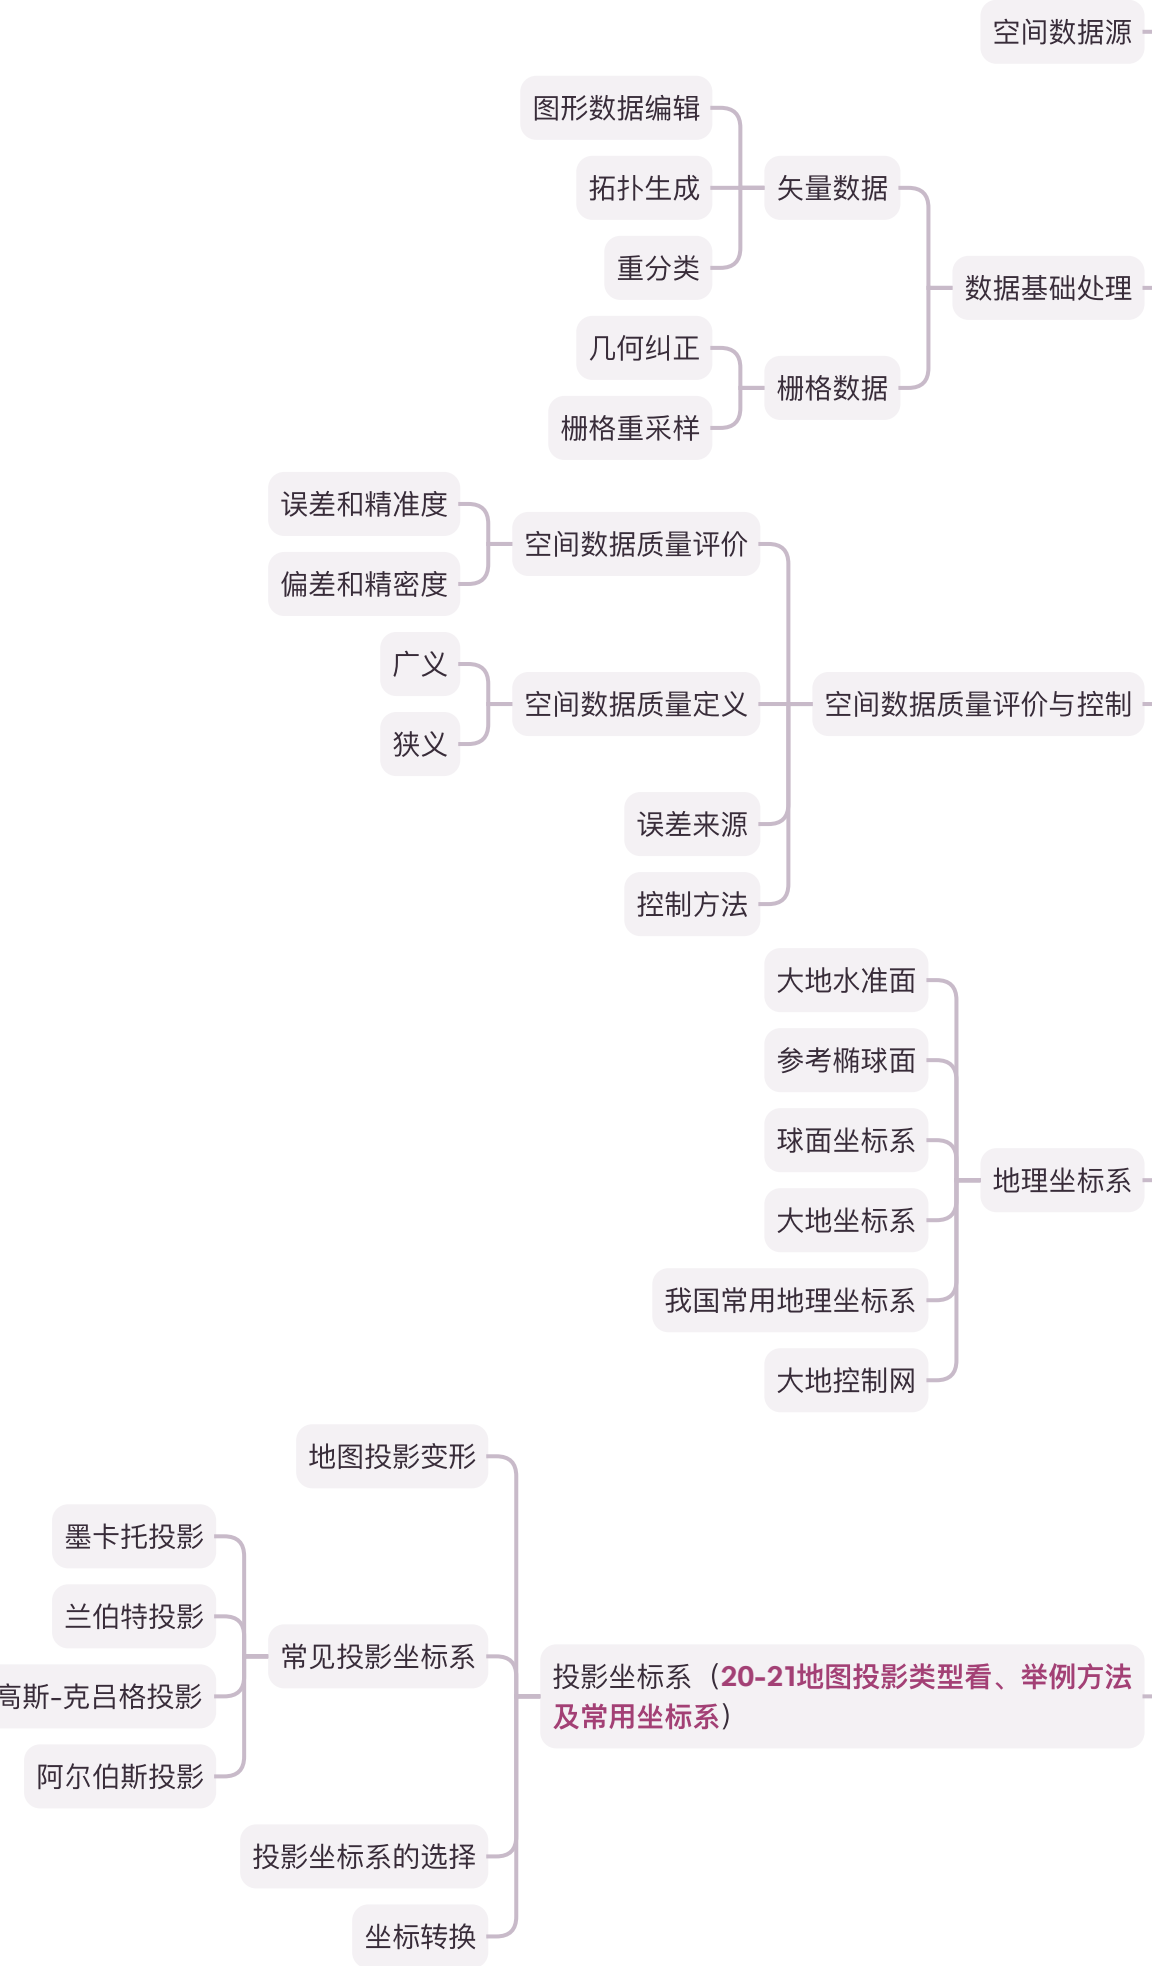 空间数据源
图形数据编辑
拓扑生成
矢量数据
重分类
数据基础处理
几何纠正
栅格数据
栅格重采样
误差和精准度
空间数据质量评价
偏差和精密度
广义
空间数据质量定义
空间数据质量评价与控制
狭义
误差来源
控制方法
大地水准面
参考椭球面
球面坐标系
地理坐标系
大地坐标系
我国常用地理坐标系
大地控制网
地图投影变形
墨卡托投影
兰伯特投影
常见投影坐标系
高斯-克吕格投影
投影坐标系（20-21地图投影类型看、举例方法
及常用坐标系）
阿尔伯斯投影
投影坐标系的选择
坐标转换